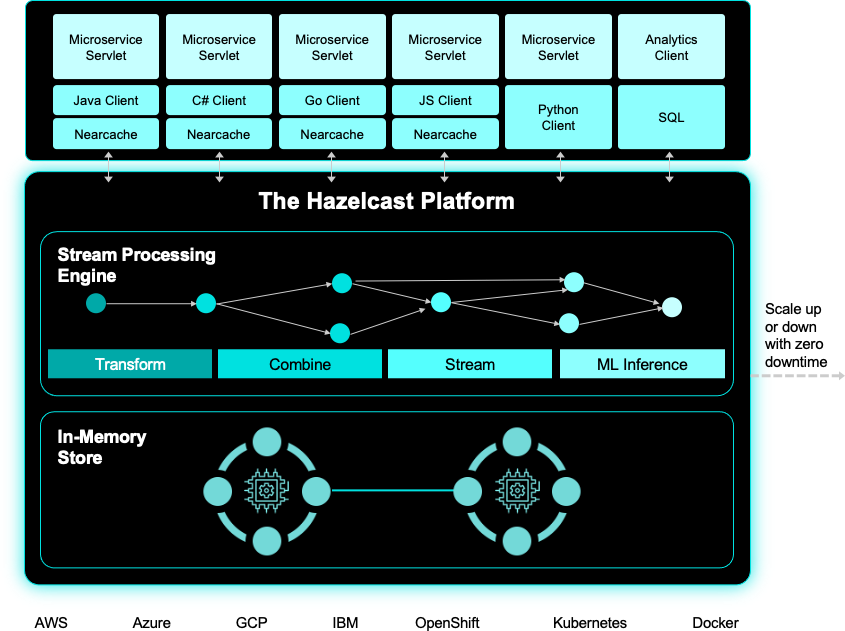 Microservice
Servlet
Microservice
Servlet
Microservice
Servlet
Microservice
Servlet
Microservice
Servlet
Analytics
Client
Java Client
C# Client
Go Client
JS Client
Python
Client
SQL
Nearcache
Nearcache
Nearcache
Nearcache
The Hazelcast Platform
Stream Processing
Engine
Transform
Combine
Stream
ML Inference
Scale up
or down
with zero
downtime
In-Memory
Store
AWS
Azure
GCP
IBM
OpenShift
Kubernetes
Docker